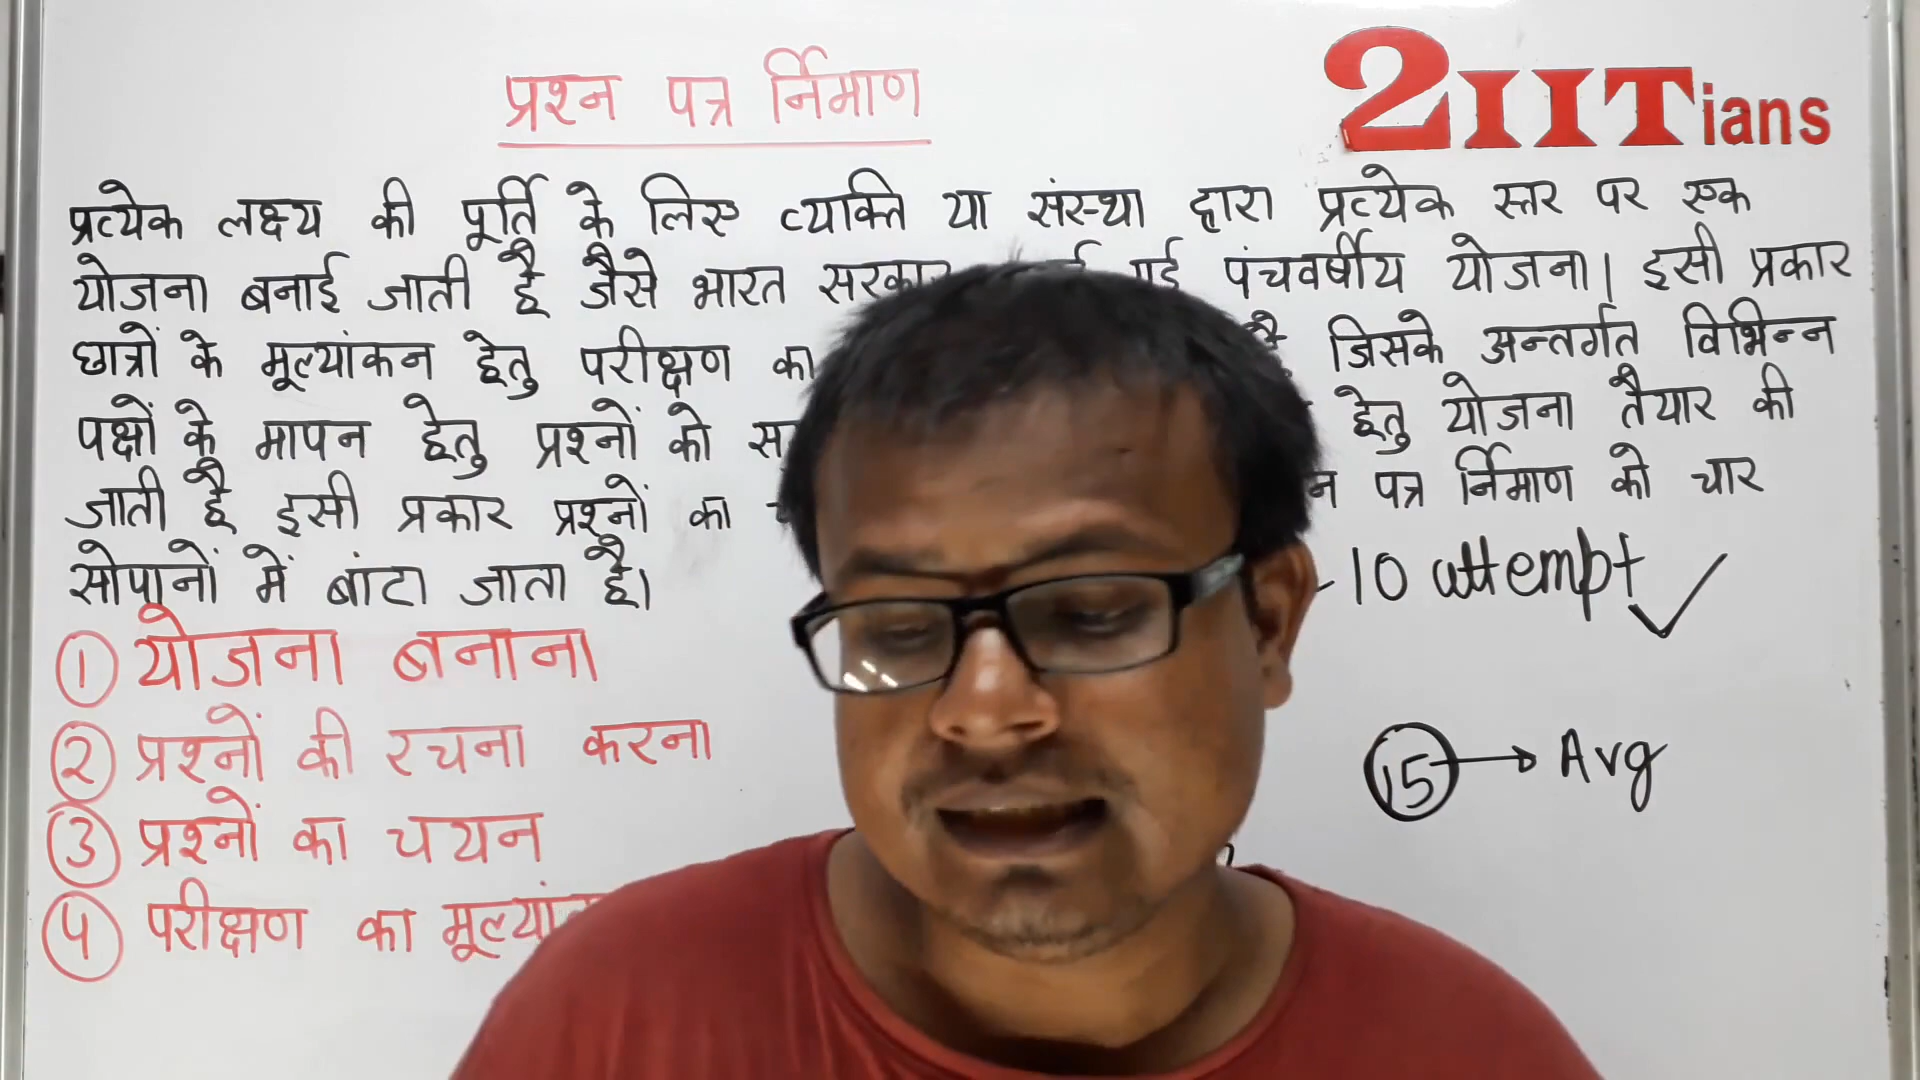 प्रश्न पत्र र्निमाण
2IITians
प्रत्येक लक्ष्य की पूर्ति के लिए व्यक्ति या संस्था द्वारा प्रत्येक स्तर पर एक
योजना बनाई जाती है जैसे भारत सरकार गई पंचवर्षीय योजना। इसी प्रकार
छात्रों के मूल्यांकन हेतु परीक्षण का है जिसके अन्तर्गत विभिन्न
पक्षों के मापन हेतु प्रश्नों को हेतु योजना तैयार की
जाती है इसी प्रकार प्रश्नों का पत्र र्निमाण को चार
सोपानों में बांटा जाता है।
10 attempt ✓
① योजना बनाना
② प्रश्नों की रचना करना
15 → Avg
③ प्रश्नों का चयन
④ परीक्षण का